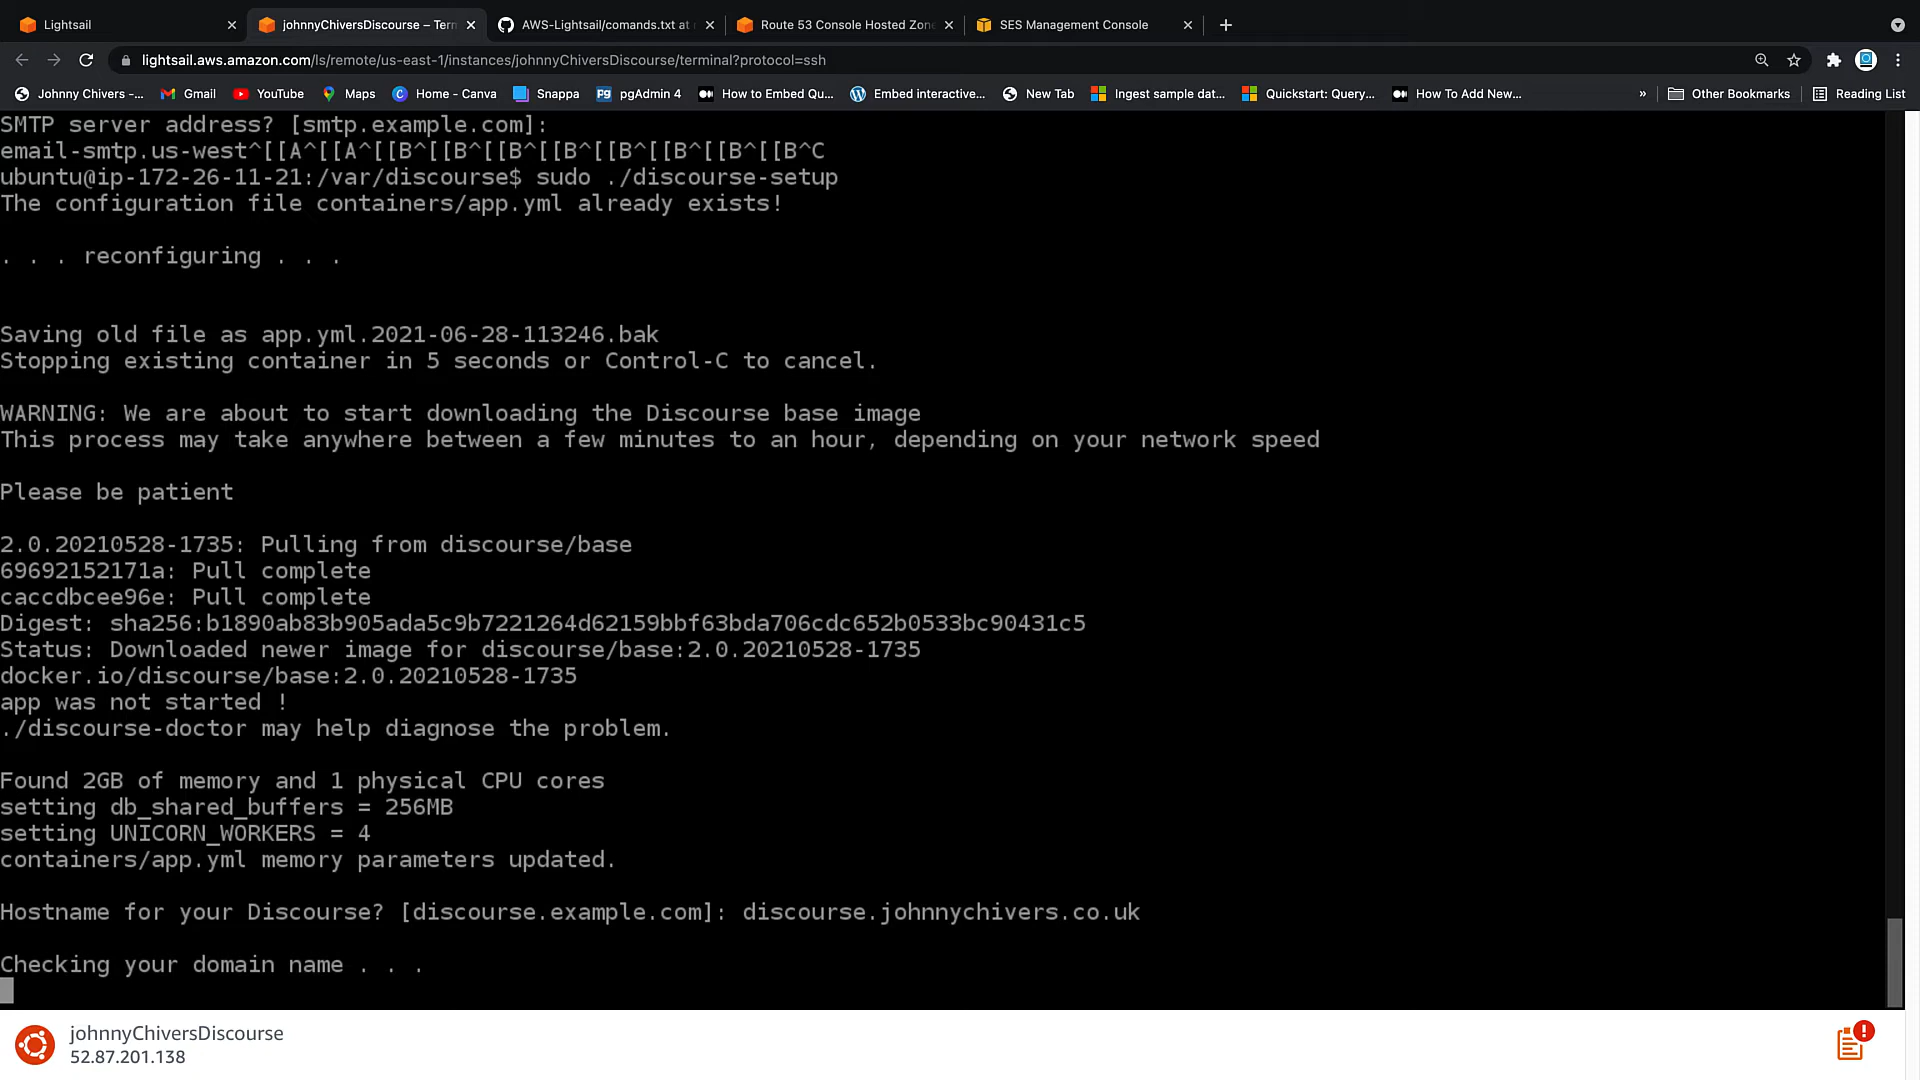 Lightsail
johnnyChiversDiscourse – Tern
AWS-Lightsail/comands.txt at
Route 53 Console Hosted Zone
SES Management Console
lightsail.aws.amazon.com/ls/remote/us-east-1/instances/johnnyChiversDiscourse/terminal?protocol=ssh
Johnny Chivers -... Gmail YouTube Maps Home - Canva Snappa pgAdmin 4 How to Embed Qu... Embed interactive... New Tab Ingest sample dat... Quickstart: Query... How To Add New... » Other Bookmarks Reading List
SMTP server address? [smtp.example.com]:
email-smtp.us-west^[[A^[[A^[[B^[[B^[[B^[[B^[[B^[[B^[[B^[[B^C
ubuntu@ip-172-26-11-21:/var/discourse$ sudo ./discourse-setup
The configuration file containers/app.yml already exists!
. . . reconfiguring . . .
Saving old file as app.yml.2021-06-28-113246.bak
Stopping existing container in 5 seconds or Control-C to cancel.
WARNING: We are about to start downloading the Discourse base image
This process may take anywhere between a few minutes to an hour, depending on your network speed
Please be patient
2.0.20210528-1735: Pulling from discourse/base
69692152171a: Pull complete
caccdbcee96e: Pull complete
Digest: sha256:b1890ab83b905ada5c9b7221264d62159bbf63bda706cdc652b0533bc90431c5
Status: Downloaded newer image for discourse/base:2.0.20210528-1735
docker.io/discourse/base:2.0.20210528-1735
app was not started !
./discourse-doctor may help diagnose the problem.
Found 2GB of memory and 1 physical CPU cores
setting db_shared_buffers = 256MB
setting UNICORN_WORKERS = 4
containers/app.yml memory parameters updated.
Hostname for your Discourse? [discourse.example.com]: discourse.johnnychivers.co.uk
Checking your domain name . . .
johnnyChiversDiscourse
52.87.201.138